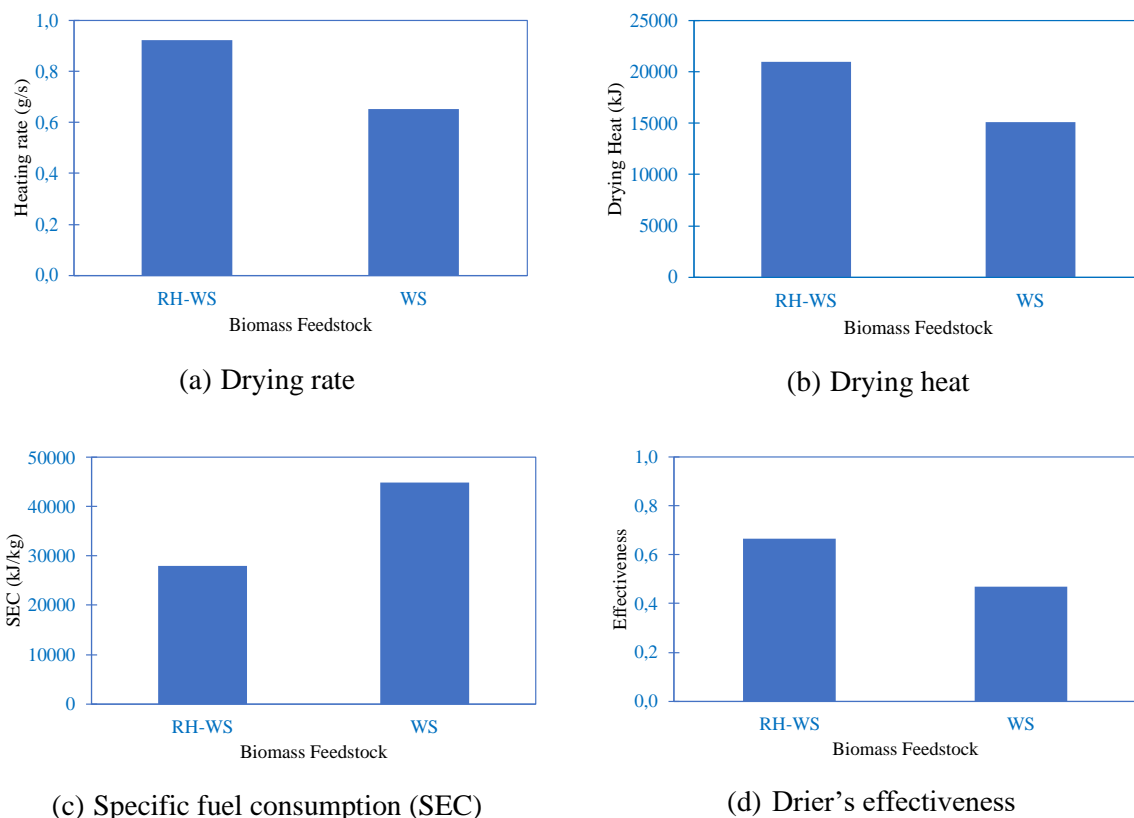 Heating rate (g/s)
1,0
0,8
0,6
0,4
0,2
0,0
RH-WS WS
Biomass Feedstock
(a) Drying rate
Drying Heat (kJ)
25000
20000
15000
10000
5000
0
RH-WS WS
Biomass Feedstock
(b) Drying heat
SEC (kJ/kg)
50000
40000
30000
20000
10000
0
RH-WS WS
Biomass Feedstock
(c) Specific fuel consumption (SEC)
Effectiveness
1,0
0,8
0,6
0,4
0,2
0,0
RH-WS WS
Biomass Feedstock
(d) Drier’s effectiveness